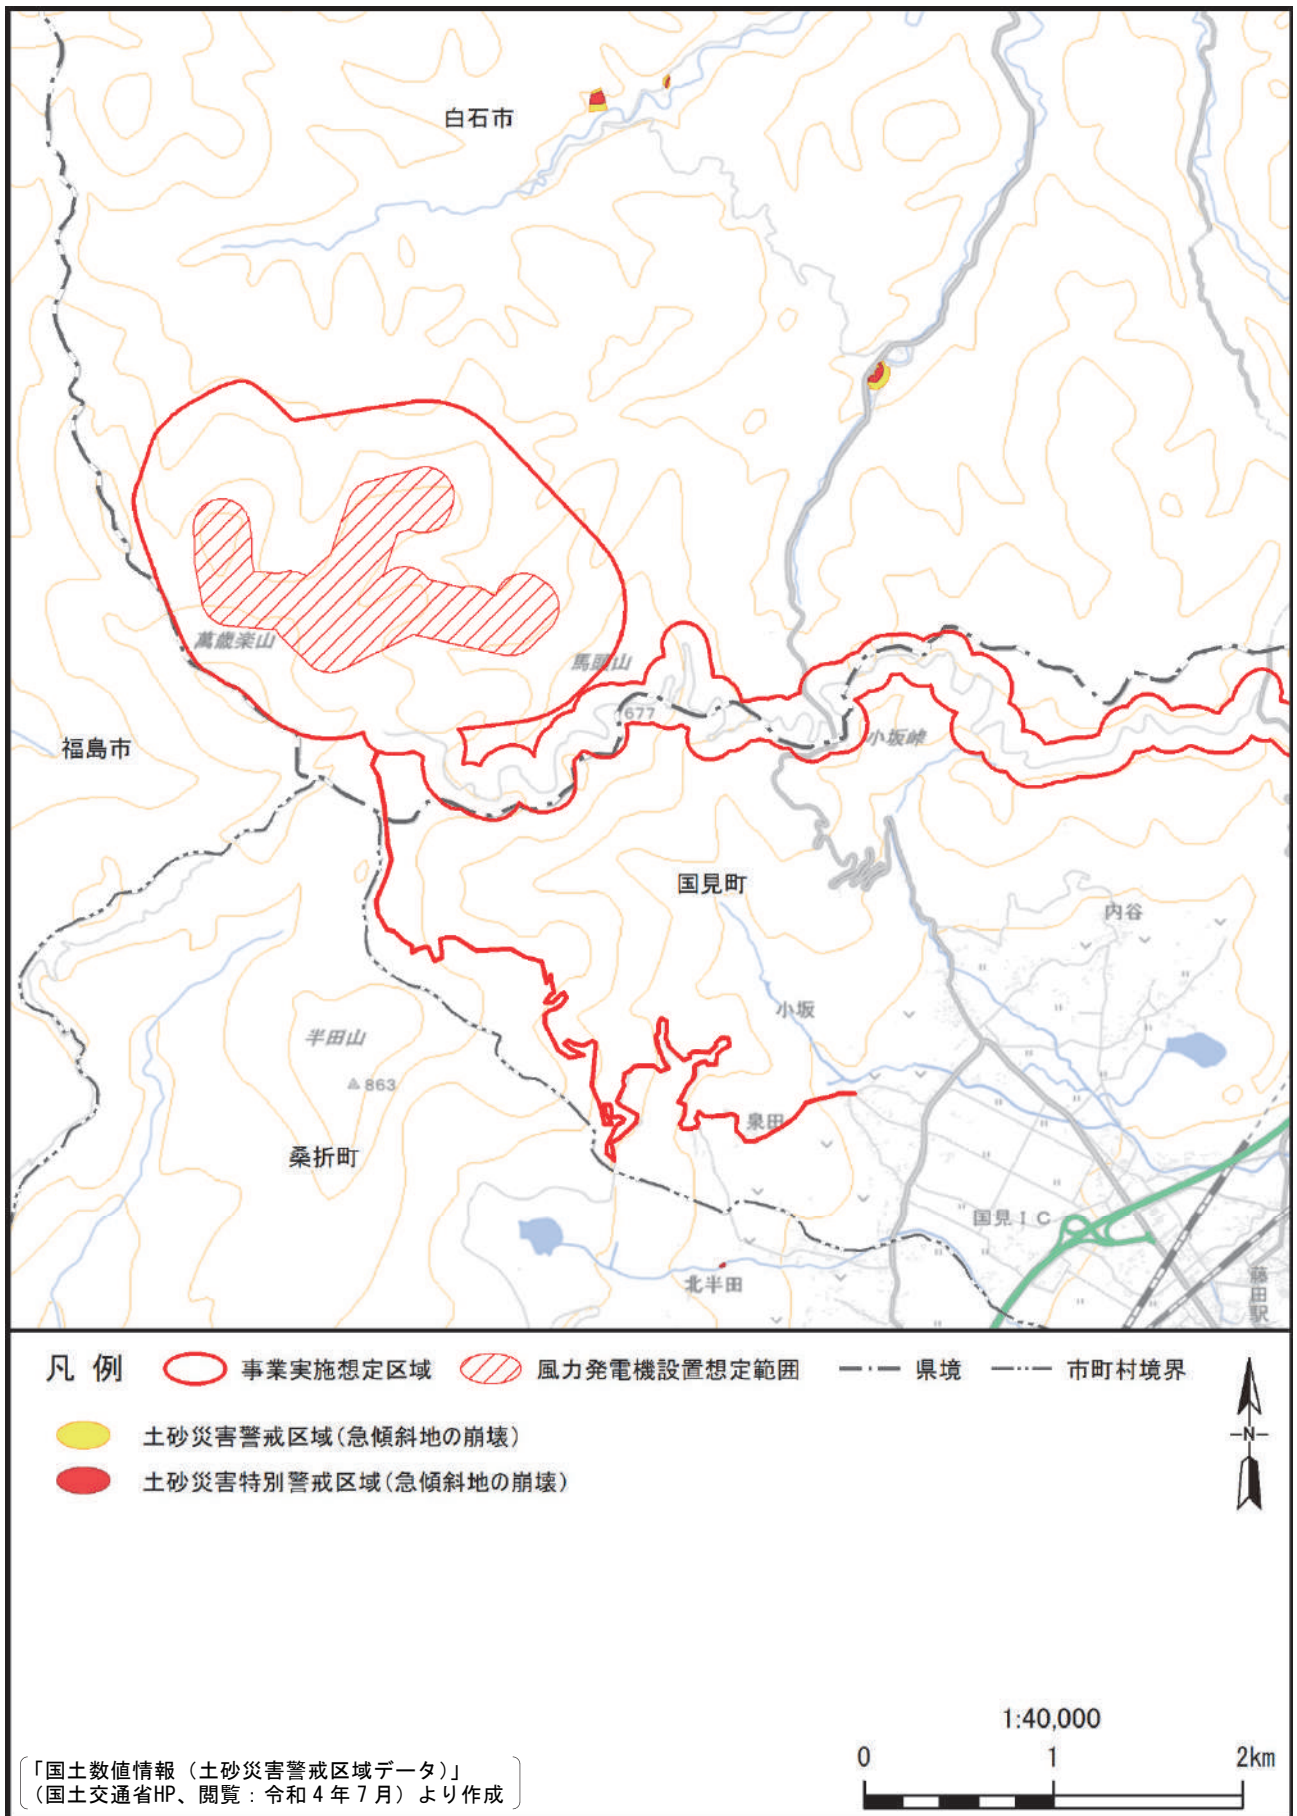 白石市
萬歳楽山
馬頭山
677
小坂峠
福島市
国見町
内谷
小坂
半田山
863
泉田
桑折町
国見IC
北半田
藤田駅
凡例
事業実施想定区域
風力発電機設置想定範囲
県境
市町村境界
土砂災害警戒区域(急傾斜地の崩壊)
土砂災害特別警戒区域(急傾斜地の崩壊)
N
1:40,000
0 1 2km
「国土数値情報（土砂災害警戒区域データ）」
（国土交通省HP、閲覧：令和4年7月）より作成